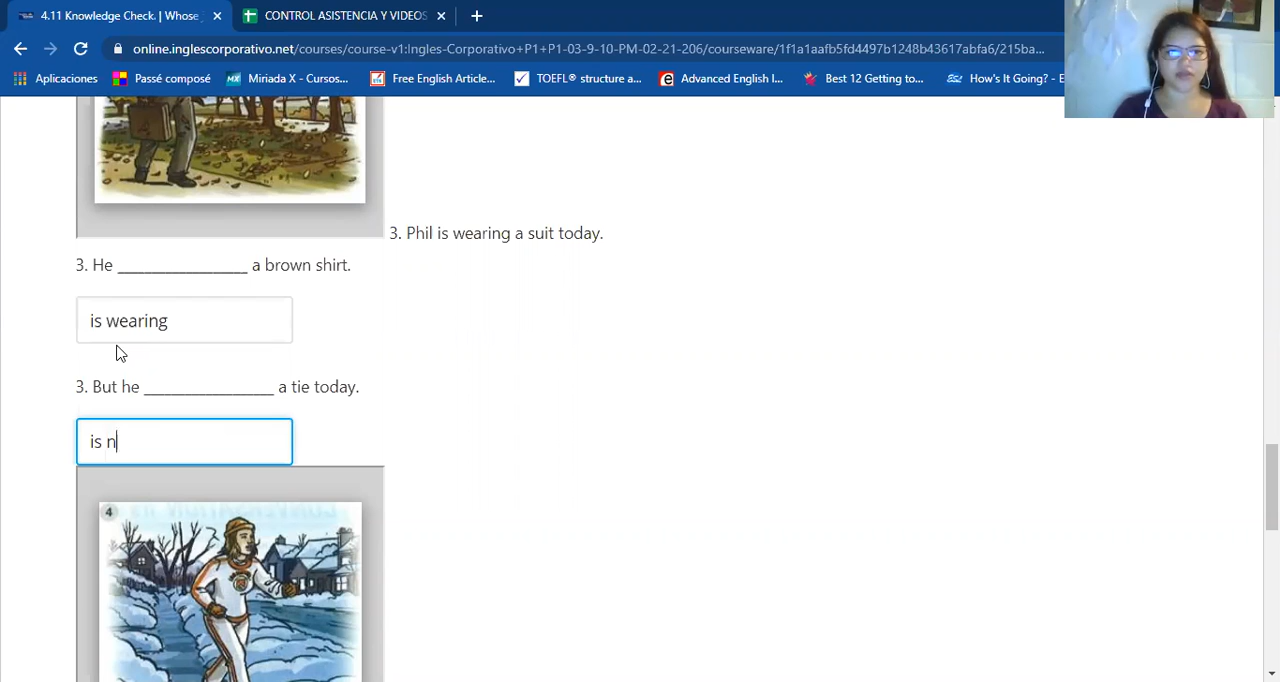 4.11 Knowledge Check. | Whose
CONTROL ASISTENCIA Y VIDEOS
online.inglescorporativo.net/courses/course-v1:Ingles-Corporativo+P1+P1-03-9-10-PM-02-21-206/courseware/1f1a1aafb5fd4497b1248b43617abfa6/215ba...
Aplicaciones
Passé composé
Miriada X - Cursos...
Free English Article...
TOEFL® structure a...
Advanced English I...
Best 12 Getting to...
How's It Going? - E
3. Phil is wearing a suit today.
3. He _________________ a brown shirt.
is wearing
3. But he _________________ a tie today.
is n
4